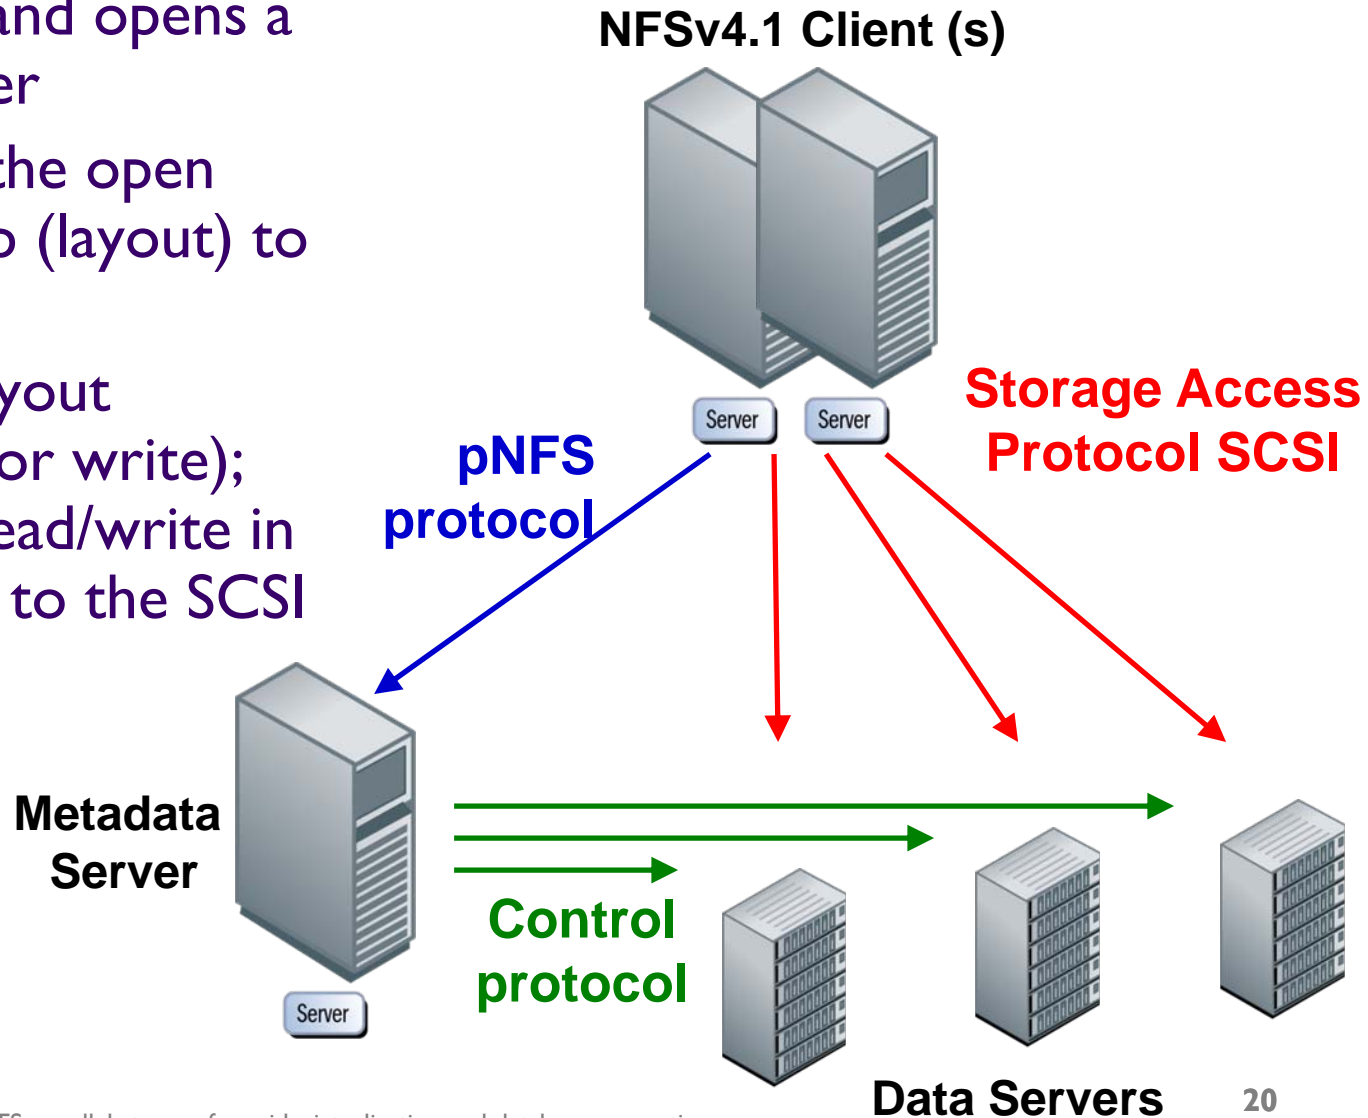 and opens a
er
the open
o (layout) to
yout
or write);
ead/write in
to the SCSI
NFSv4.1 Client (s)
Server
Server
Storage Access
Protocol SCSI
pNFS
protocol
Metadata
Server
Server
Control
protocol
Data Servers
20